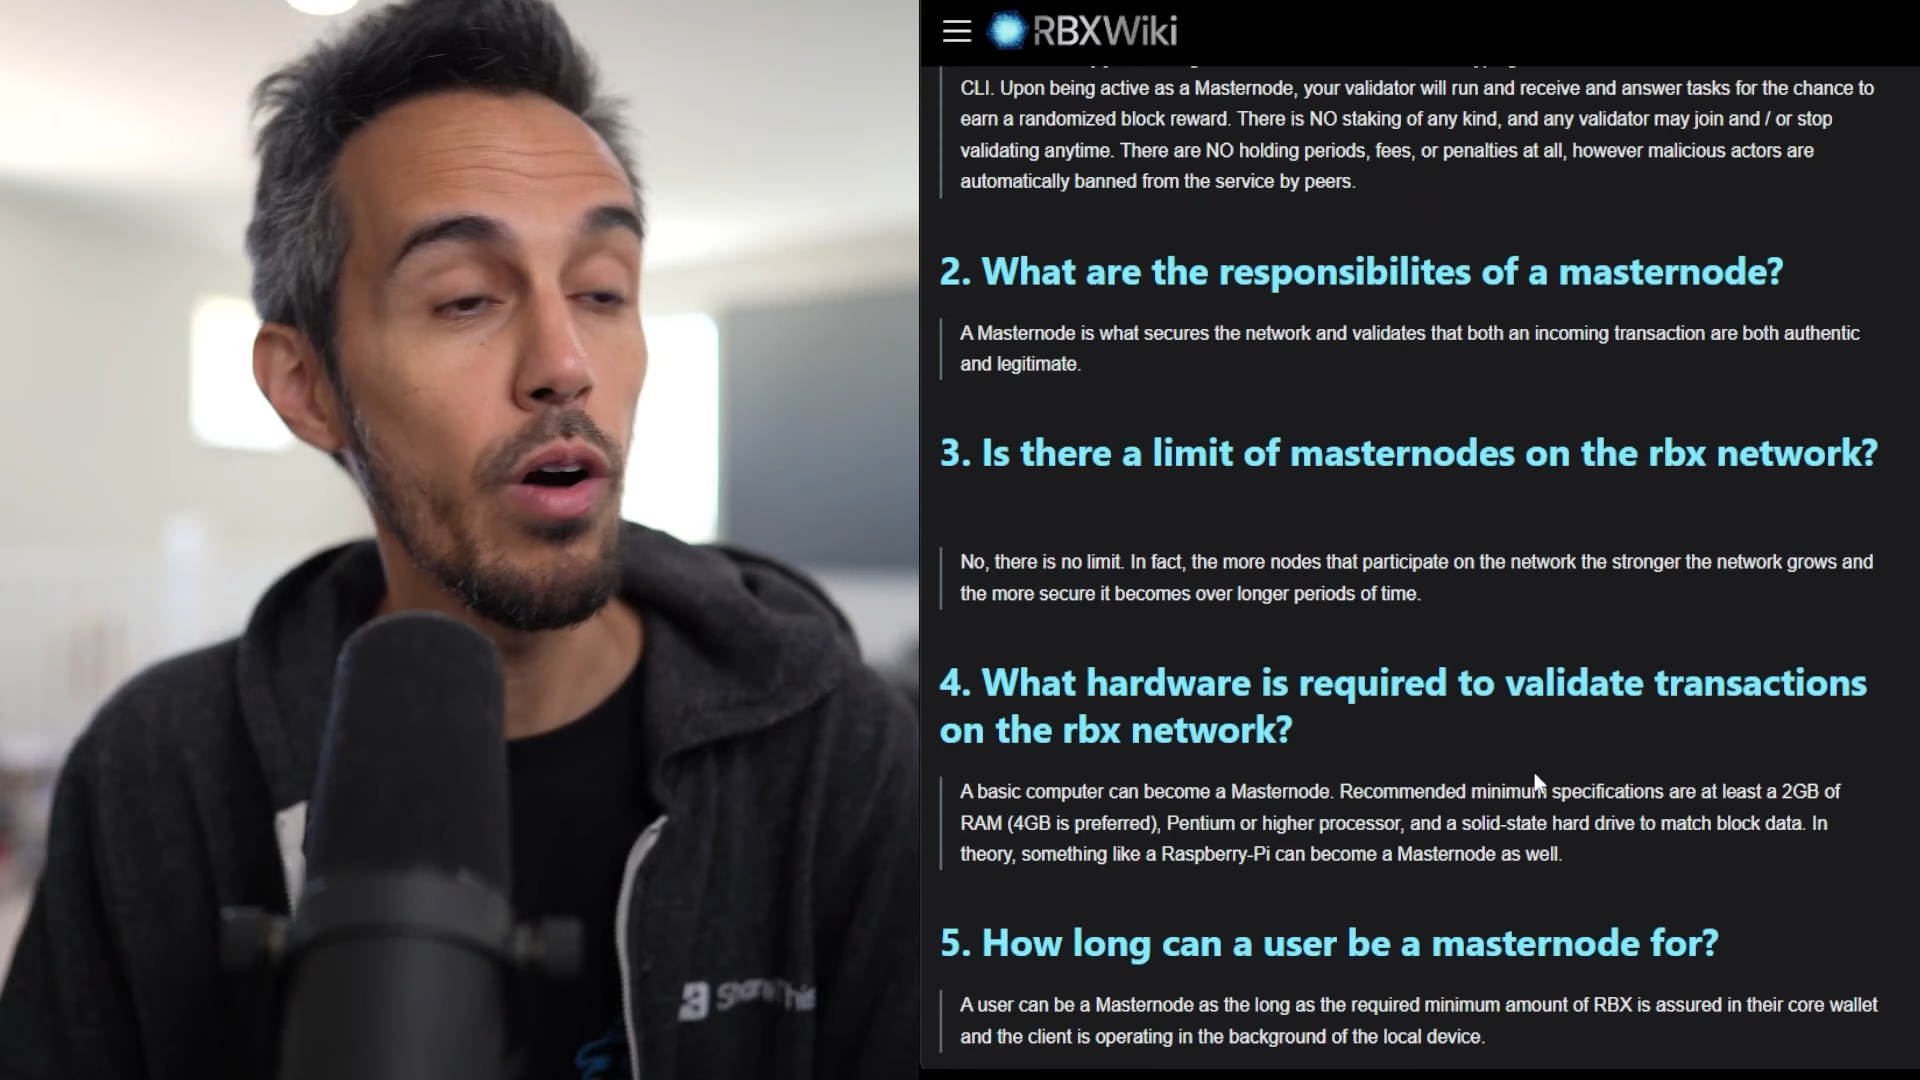 RBXWiki
CLI. Upon being active as a Masternode, your validator will run and receive and answer tasks for the chance to
earn a randomized block reward. There is NO staking of any kind, and any validator may join and / or stop
validating anytime. There are NO holding periods, fees, or penalties at all, however malicious actors are
automatically banned from the service by peers.
2. What are the responsibilites of a masternode?
A Masternode is what secures the network and validates that both an incoming transaction are both authentic
and legitimate.
3. Is there a limit of masternodes on the rbx network?
No, there is no limit. In fact, the more nodes that participate on the network the stronger the network grows and
the more secure it becomes over longer periods of time.
4. What hardware is required to validate transactions
on the rbx network?
A basic computer can become a Masternode. Recommended minimum specifications are at least a 2GB of
RAM (4GB is preferred), Pentium or higher processor, and a solid-state hard drive to match block data. In
theory, something like a Raspberry-Pi can become a Masternode as well.
5. How long can a user be a masternode for?
A user can be a Masternode as the long as the required minimum amount of RBX is assured in their core wallet
and the client is operating in the background of the local device.